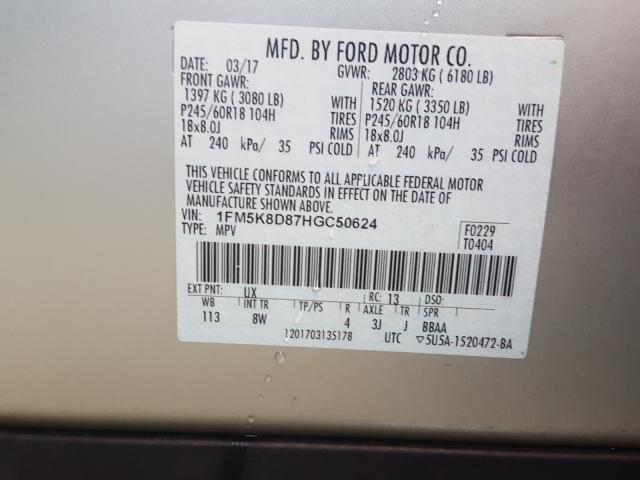 MFD. BY FORD MOTOR CO.
DATE: 03/17 GVWR: 2803 KG ( 6180 LB)
FRONT GAWR: REAR GAWR:
1397 KG ( 3080 LB) WITH 1520 KG ( 3350 LB) WITH
P245/60R18 104H TIRES P245/60R18 104H TIRES
18x8.0J RIMS 18x8.0J RIMS
AT 240 kPa/ 35 PSI COLD AT 240 kPa/ 35 PSI COLD
THIS VEHICLE CONFORMS TO ALL APPLICABLE FEDERAL MOTOR
VEHICLE SAFETY STANDARDS IN EFFECT ON THE DATE OF
MANUFACTURE SHOWN ABOVE.
VIN: 1FM5K8D87HGC50624 F0229
TYPE: MPV T0404
EXT PNT: UX RC: 13 DSO:
WB INT TR TP/PS R AXLE TR SPR
113 8W 4 3J J BBAA
1201703135178 UTC ▽5U5A-1520472-BA